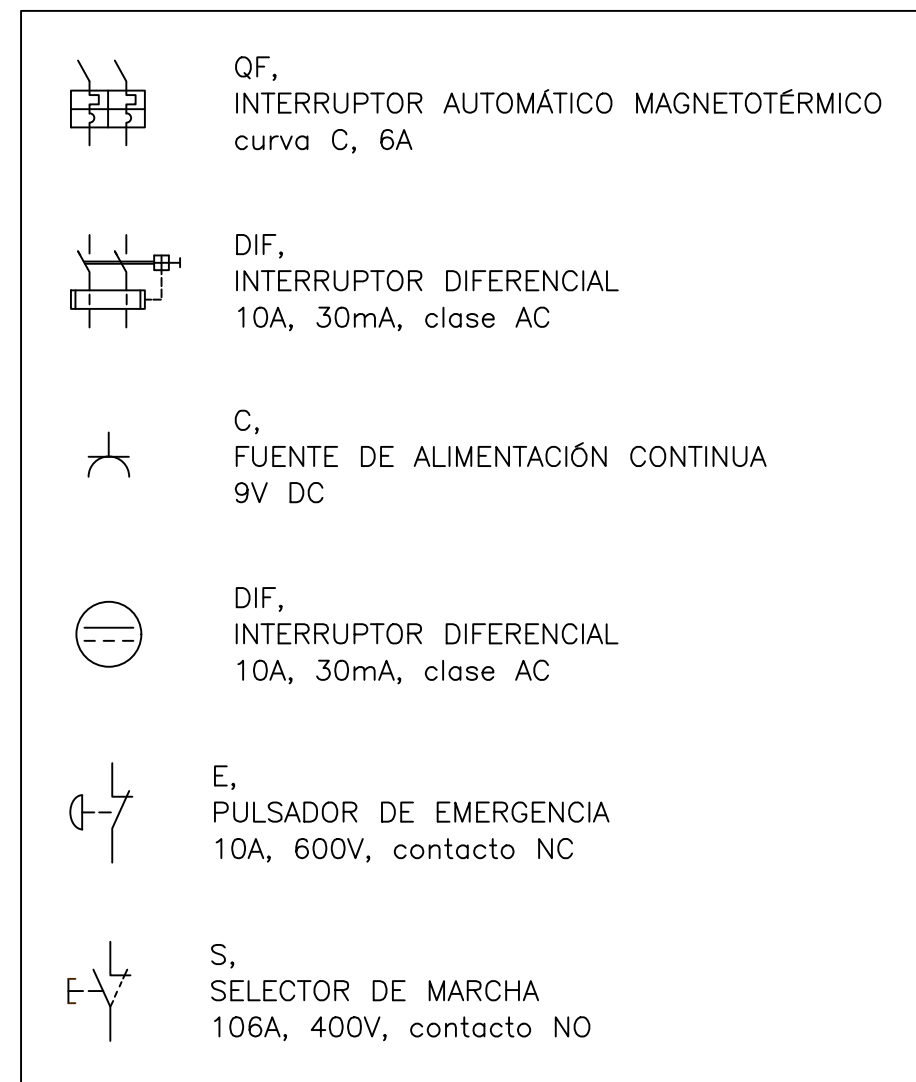 QF,
INTERRUPTOR AUTOMÁTICO MAGNETOTÉRMICO
curva C, 6A
DIF,
INTERRUPTOR DIFERENCIAL
10A, 30mA, clase AC
C,
FUENTE DE ALIMENTACIÓN CONTINUA
9V DC
DIF,
INTERRUPTOR DIFERENCIAL
10A, 30mA, clase AC
E,
PULSADOR DE EMERGENCIA
10A, 600V, contacto NC
S,
SELECTOR DE MARCHA
106A, 400V, contacto NO